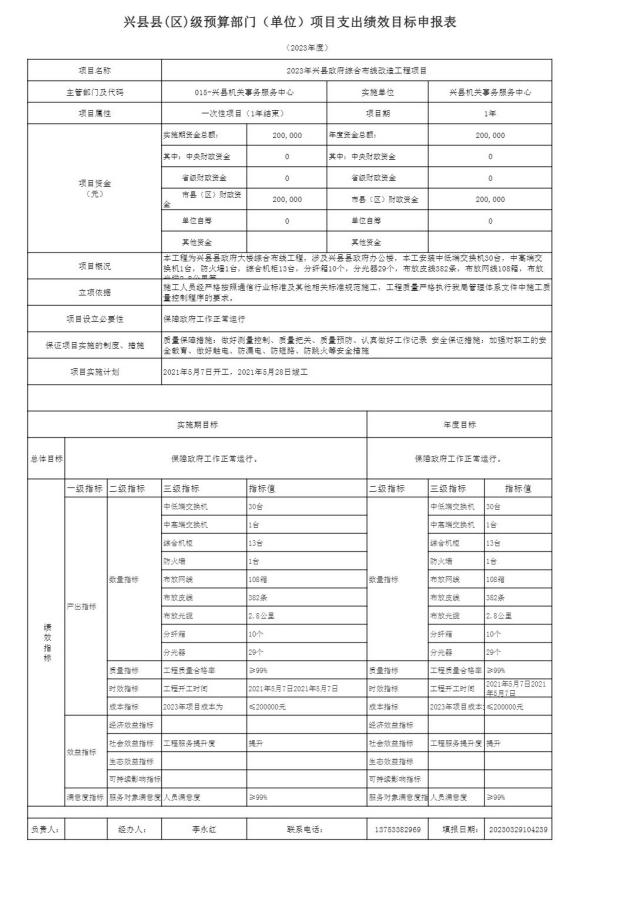 兴县县(区)级预算部门（单位）项目支出绩效目标申报表
（2023年度）
项目名称 2023年兴县政府综合布线改造工程项目
主管部门及代码 015-兴县机关事务服务中心 实施单位 兴县机关事务服务中心
项目属性 一次性项目（1年结束） 项目期 1年
项目资金（元） 实施期资金总额： 200,000 年度资金总额： 200,000
其中：中央财政资金 0 其中：中央财政资金 0
省级财政资金 0 省级财政资金 0
市县（区）财政资金 200,000 市县（区）财政资金 200,000
单位自筹 0 单位自筹 0
其他资金 其他资金
项目概况 本工程为兴县县政府大楼综合布线工程，涉及兴县县政府办公楼，本工安装中低端交换机30台，中高端交
换机1台，防火墙1台，综合机柜13台，分纤箱10个，分光器29个，布放皮线382条，布放网线108箱，布放
立项依据 施工人员经严格按照通信行业标准及其他相关标准规范施工，工程质量严格执行我局管理体系文件中施工质
量控制程序的要求。
项目设立必要性 保障政府工作正常运行
保证项目实施的制度、措施 质量保障措施：做好测量控制、质量把关、质量预防、认真做好工作记录 安全保证措施：加强对职工的安
全教育、做好触电、防漏电、防短路、防跳火等安全措施
项目实施计划 2021年5月7日开工，2021年5月28日竣工
实施期目标 年度目标
总体目标 保障政府工作正常运行。 保障政府工作正常运行。
绩效指标 一级指标 二级指标 三级指标 指标值 二级指标 三级指标 指标值
产出指标 数量指标 中低端交换机 30台 数量指标 中低端交换机 30台
中高端交换机 1台 中高端交换机 1台
综合机柜 13台 综合机柜 13台
防火墙 1台 防火墙 1台
布放网线 108箱 布放网线 108箱
布放皮线 382条 布放皮线 382条
布放光缆 2.8公里 布放光缆 2.8公里
分纤箱 10个 分纤箱 10个
分光器 29个 分光器 29个
质量指标 工程质量合格率 ≥99% 质量指标 工程质量合格率 ≥99%
时效指标 工程开工时间 2021年5月7日2021年5月7日 时效指标 工程开工时间 2021年5月7日2021
年5月7日
成本指标 2023年项目成本为 ≤200000元 成本指标 2023年项目成本 ≤200000元
效益指标 经济效益指标 经济效益指标
社会效益指标 工程服务提升度 提升 社会效益指标 工程服务提升度 提升
生态效益指标 生态效益指标
可持续影响指标 可持续影响指标
满意度指标 服务对象满意度 人员满意度 ≥99% 服务对象满意度指 人员满意度 ≥99%
负责人： 经办人： 李永红 联系电话： 13753382969 填报日期： 20230329104239